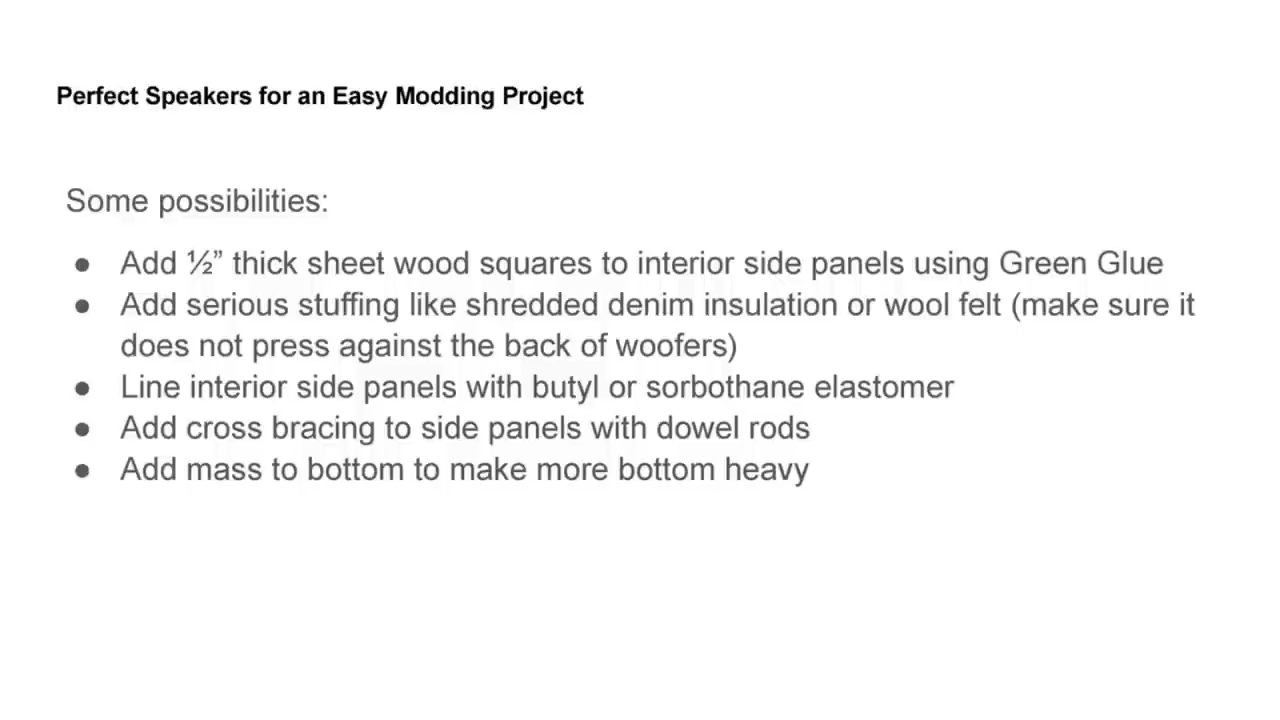 Perfect Speakers for an Easy Modding Project
Some possibilities:
● Add ½” thick sheet wood squares to interior side panels using Green Glue
● Add serious stuffing like shredded denim insulation or wool felt (make sure it
does not press against the back of woofers)
● Line interior side panels with butyl or sorbothane elastomer
● Add cross bracing to side panels with dowel rods
● Add mass to bottom to make more bottom heavy